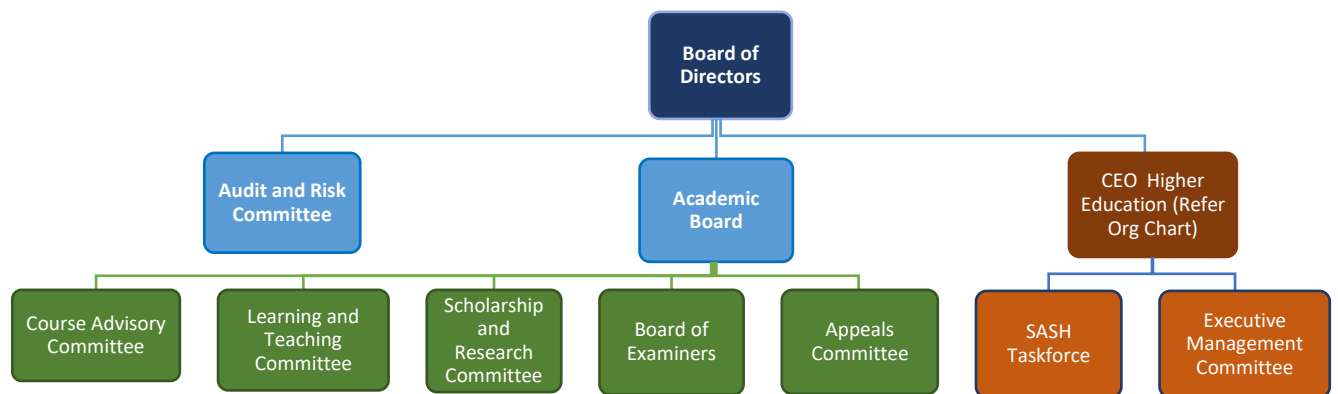 Board of
Directors
Audit and Risk
Committee
Academic
Board
CEO  Higher
Education (Refer
Org Chart)
Course Advisory
Committee
Learning and
Teaching
Committee
Scholarship
and
Research
Committee
Board of
Examiners
Appeals
Committee
SASH
Taskforce
Executive
Management
Committee